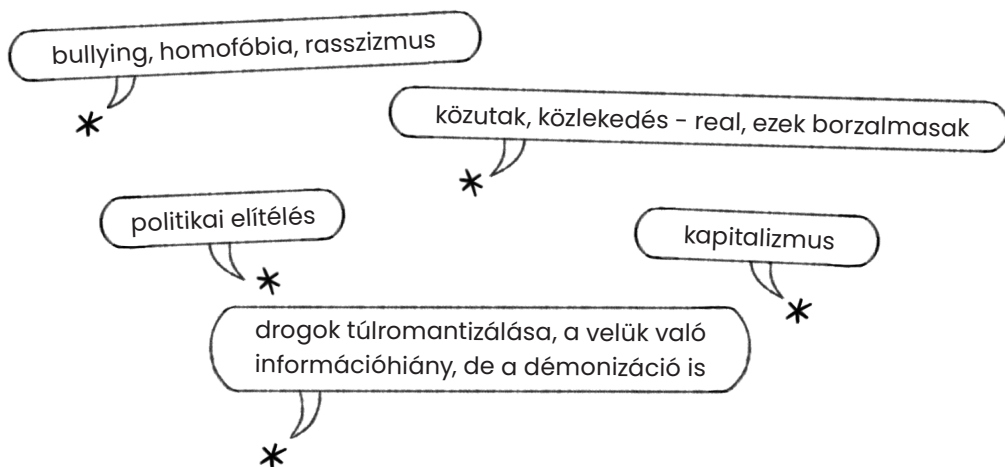 bullying, homofóbia, rasszizmus
közutak, közlekedés - real, ezek borzalmasak
politikai elítélés
kapitalizmus
drogok túlromantizálása, a velük való
információhiány, de a démonizáció is